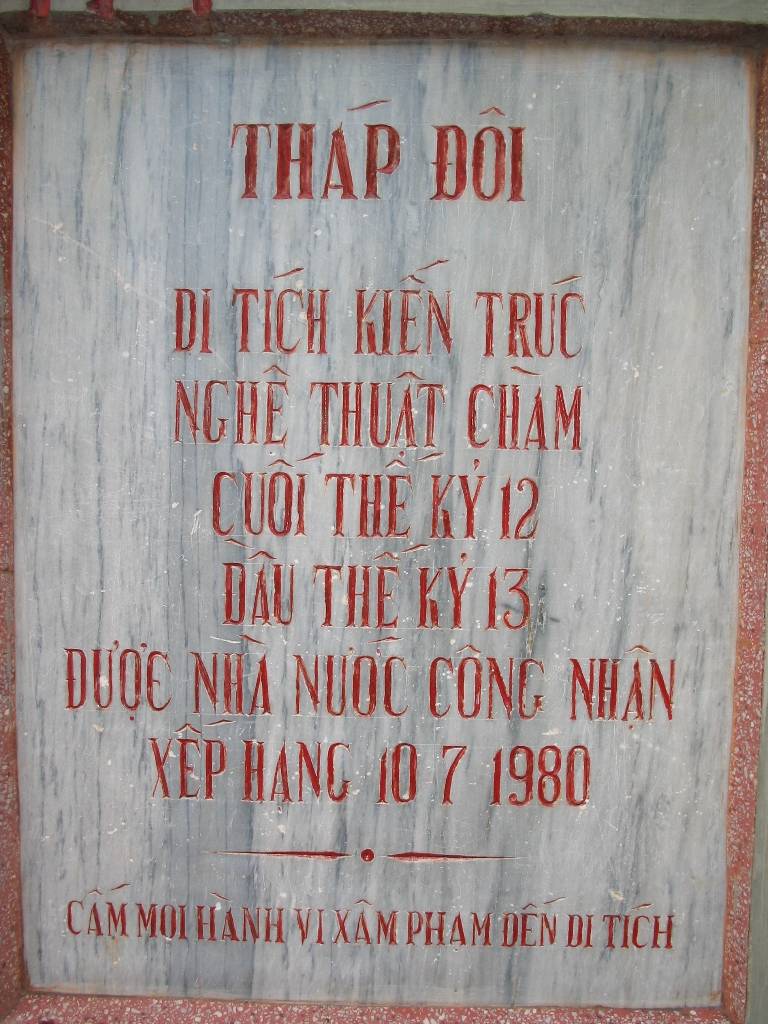 THÁP ĐÔI
DI TÍCH KIẾN TRÚC
NGHỆ THUẬT CHÀM
CUỐI THẾ KỶ 12
ĐẦU THẾ KỶ 13
ĐƯỢC NHÀ NƯỚC CÔNG NHẬN
XẾP HẠNG 10 7 1980
CẤM MỌI HÀNH VI XÂM PHẠM ĐẾN DI TÍCH